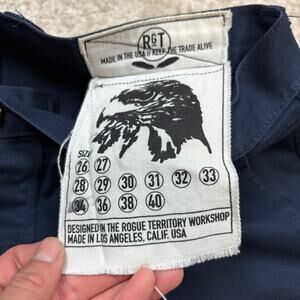 RGT
MADE IN THE USA // KEEP THE TRADE ALIVE
SIZE
26 27
28 29 30 31 32 33
34 36 38 40
DESIGNED IN THE ROGUE TERRITORY WORKSHOP
MADE IN LOS ANGELES, CALIF. USA